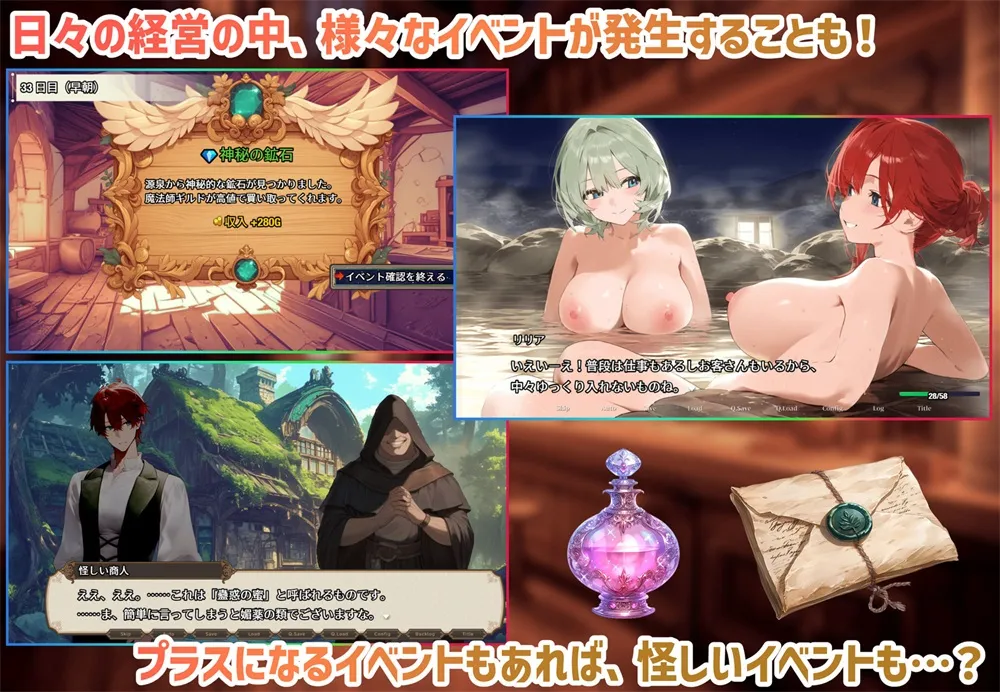 日々の経営の中、様々なイベントが発生することも！
33日目（早朝）
神秘の鉱石
源泉から神秘的な鉱石が見つかりました。
魔法師ギルドが高値で買い取ってくれます。
収入 +280G
イベント確認を終える
リリア
いえいーえ！普段は仕事もあるしお客さんもいるから、
中々ゆっくり入れないものね。
Skip Auto Save Load Q.Save Q.Load Config Log Title
28/58
怪しい商人
ええ、ええ。……これは『蠱惑の蜜』と呼ばれるものです。
……ま、簡単に言ってしまうと媚薬の類でございますな。
Skip Save Load Q.Save Q.Load Config Backlog Title
プラスになるイベントもあれば、怪しいイベントも…？